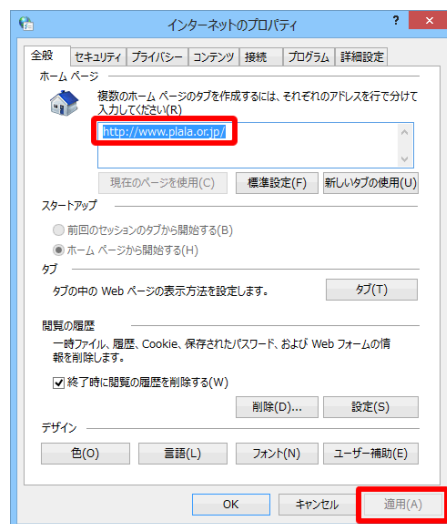 インターネットのプロパティ
? ×
全般 セキュリティ プライバシー コンテンツ 接続 プログラム 詳細設定
ホーム ページ
複数のホーム ページのタブを作成するには、それぞれのアドレスを行で分けて
入力してください(R)
http://www.plala.or.jp/
現在のページを使用(C) 標準設定(F) 新しいタブの使用(U)
スタートアップ
前回のセッションのタブから開始する(B)
ホーム ページから開始する(H)
タブ
タブの中の Web ページの表示方法を設定します。 タブ(T)
閲覧の履歴
一時ファイル、履歴、Cookie、保存されたパスワード、および Web フォームの情
報を削除します。
終了時に閲覧の履歴を削除する(W)
削除(D)... 設定(S)
デザイン
色(O) 言語(L) フォント(N) ユーザー補助(E)
OK キャンセル 適用(A)